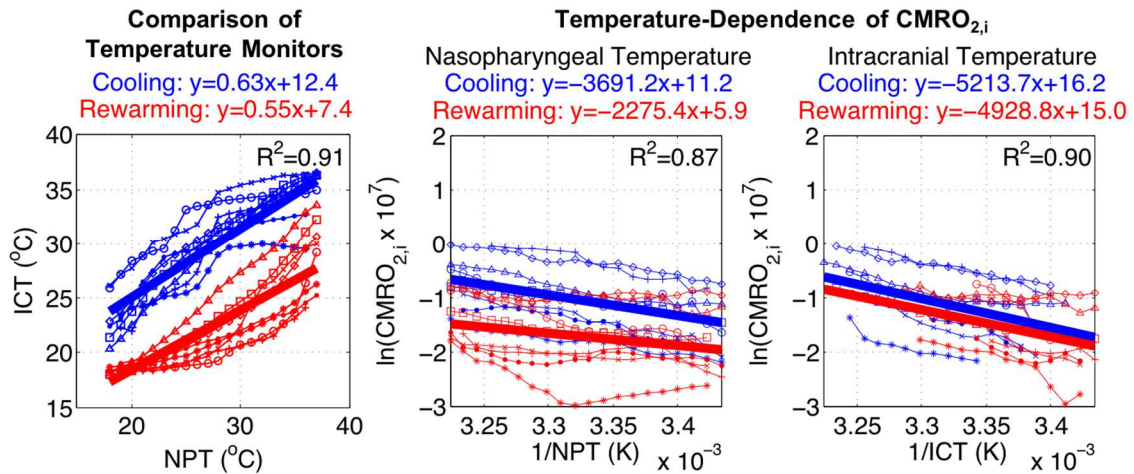 Comparison of
Temperature Monitors
Cooling: y=0.63x+12.4
Rewarming: y=0.55x+7.4
R²=0.91
40
35
30
25
20
15
20
30
40
ICT (°C)
NPT (°C)
Temperature-Dependence of CMRO₂,ᵢ
Nasopharyngeal Temperature
Cooling: y=−3691.2x+11.2
Rewarming: y=−2275.4x+5.9
R²=0.87
2
1
0
−1
−2
−3
3.25
3.3
3.35
3.4
ln(CMRO₂,ᵢ x 10⁷)
1/NPT (K)
x 10⁻³
Intracranial Temperature
Cooling: y=−5213.7x+16.2
Rewarming: y=−4928.8x+15.0
R²=0.90
2
1
0
−1
−2
−3
3.25
3.3
3.35
3.4
ln(CMRO₂,ᵢ x 10⁷)
1/ICT (K)
x 10⁻³